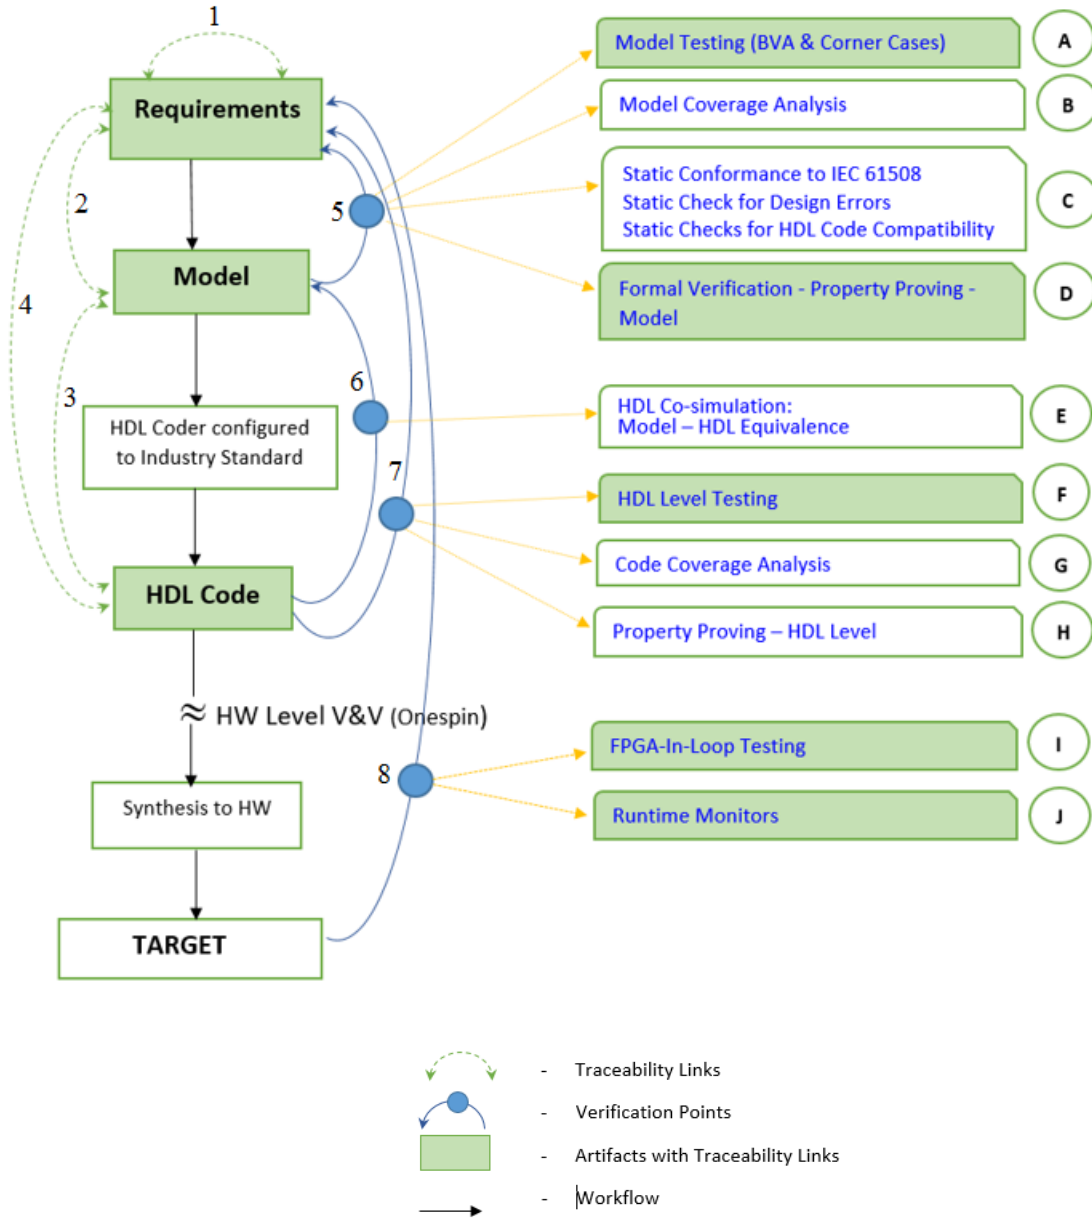 1
Requirements
2
5
Model
4
3
6
HDL Coder configured
to Industry Standard
7
HDL Code
≈ HW Level V&V (Onespin)
8
Synthesis to HW
TARGET
Model Testing (BVA & Corner Cases)
A
Model Coverage Analysis
B
Static Conformance to IEC 61508
Static Check for Design Errors
Static Checks for HDL Code Compatibility
C
Formal Verification - Property Proving -
Model
D
HDL Co-simulation:
Model – HDL Equivalence
E
HDL Level Testing
F
Code Coverage Analysis
G
Property Proving – HDL Level
H
FPGA-In-Loop Testing
I
Runtime Monitors
J
- Traceability Links
- Verification Points
- Artifacts with Traceability Links
- Workflow